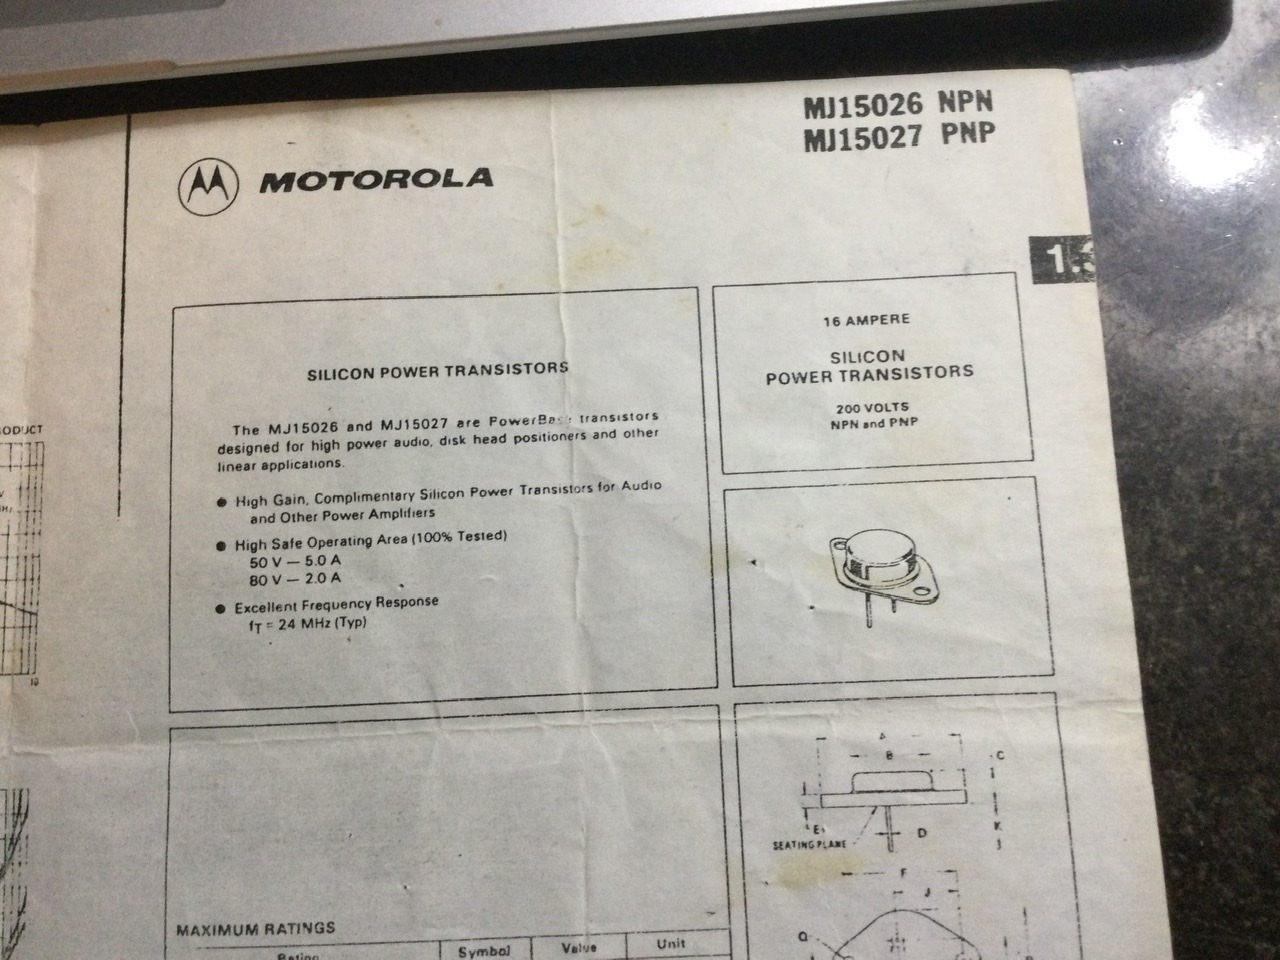 MJ15026 NPN
MJ15027 PNP
MOTOROLA
1.3
SILICON POWER TRANSISTORS
The MJ15026 and MJ15027 are transistors
designed for high power audio, disk head positioners and other
linear applications.
● High Gain, Complimentary Silicon Power Transistors for Audio
and Other Power Amplifiers
● High Safe Operating Area (100% Tested)
50 V — 5.0 A
80 V — 2.0 A
● Excellent Frequency Response
fT = 24 MHz (Typ)
16 AMPERE
SILICON
POWER TRANSISTORS
200 VOLTS
NPN and PNP
A
B
C
E
D
K
SEATING PLANE
F
J
Q
MAXIMUM RATINGS
Rating Symbol Value Unit
ODUCT
10